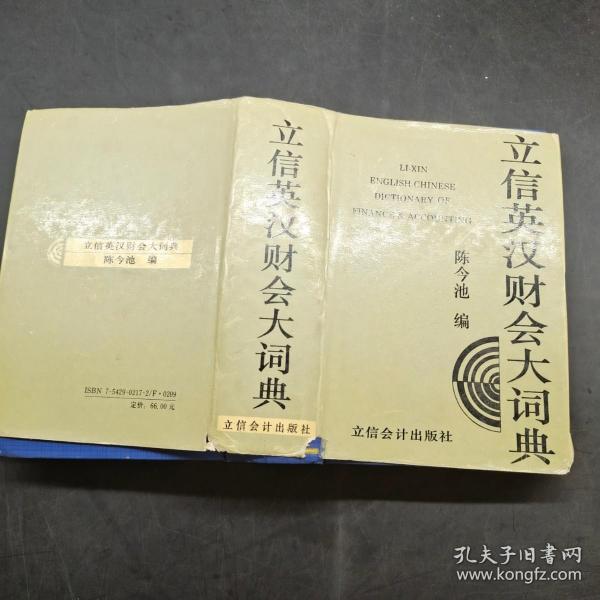 立信英汉财会大词典
陈今池 编
ISBN 7-5429-0217-2/F·0209
定价: 66.00元
立信英汉财会大词典
立信会计出版社
LI-XIN
ENGLISH-CHINESE
DICTIONARY OF
FINANCE & ACCOUNTING
立信英汉财会大词典
陈今池 编
立信会计出版社
孔夫子旧书网
www.kongfz.com